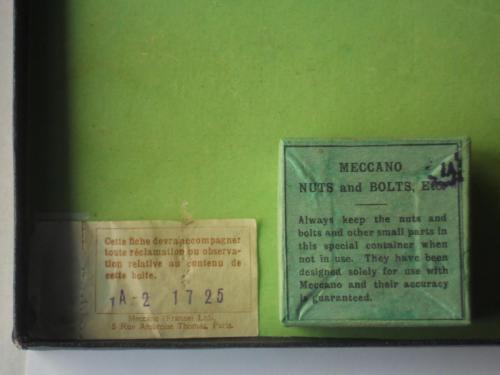 Cette fiche devra accompagner
toute réclamation ou observa-
tion relative au contenu de
cette boîte.
1A-2 1725
Meccano (France) Ltd.,
5 Rue Ambroise Thomas, Paris.
MECCANO
NUTS and BOLTS, Etc.
1A
Always keep the nuts and
bolts and other small parts in
this special container when
not in use. They have been
designed solely for use with
Meccano and their accuracy
is guaranteed.